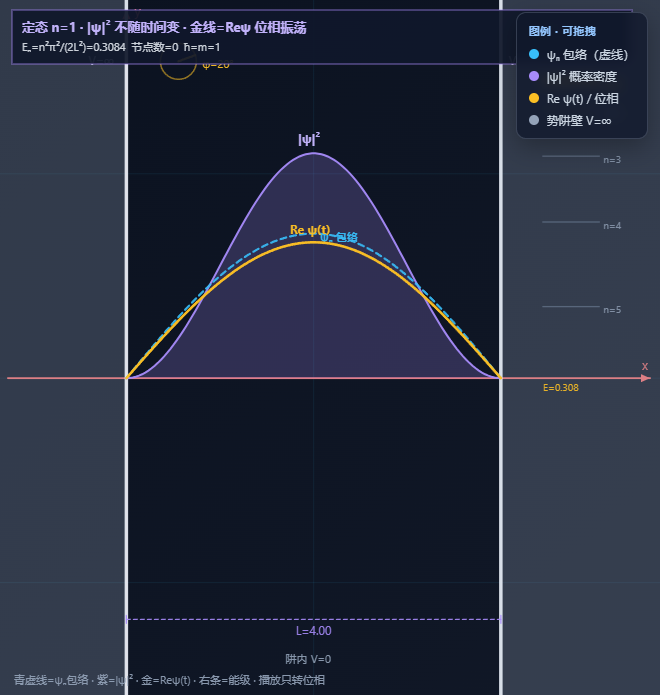 定态 n=1 · |ψ|² 不随时间变 · 金线=Reψ 位相振荡
Eₙ=n²π²/(2L²)=0.3084 节点数=0 ħ=m=1
图例 · 可拖拽
ψₙ 包络（虚线）
|ψ|² 概率密度
Re ψ(t) / 位相
势阱壁 V=∞
φ=20°
|ψ|²
n=3
n=4
Re ψ(t)
ψₙ 包络
n=5
x
E=0.308
L=4.00
阱内 V=0
青虚线=ψₙ包络 · 紫=|ψ|² · 金=Reψ(t) · 右条=能级 · 播放只转位相